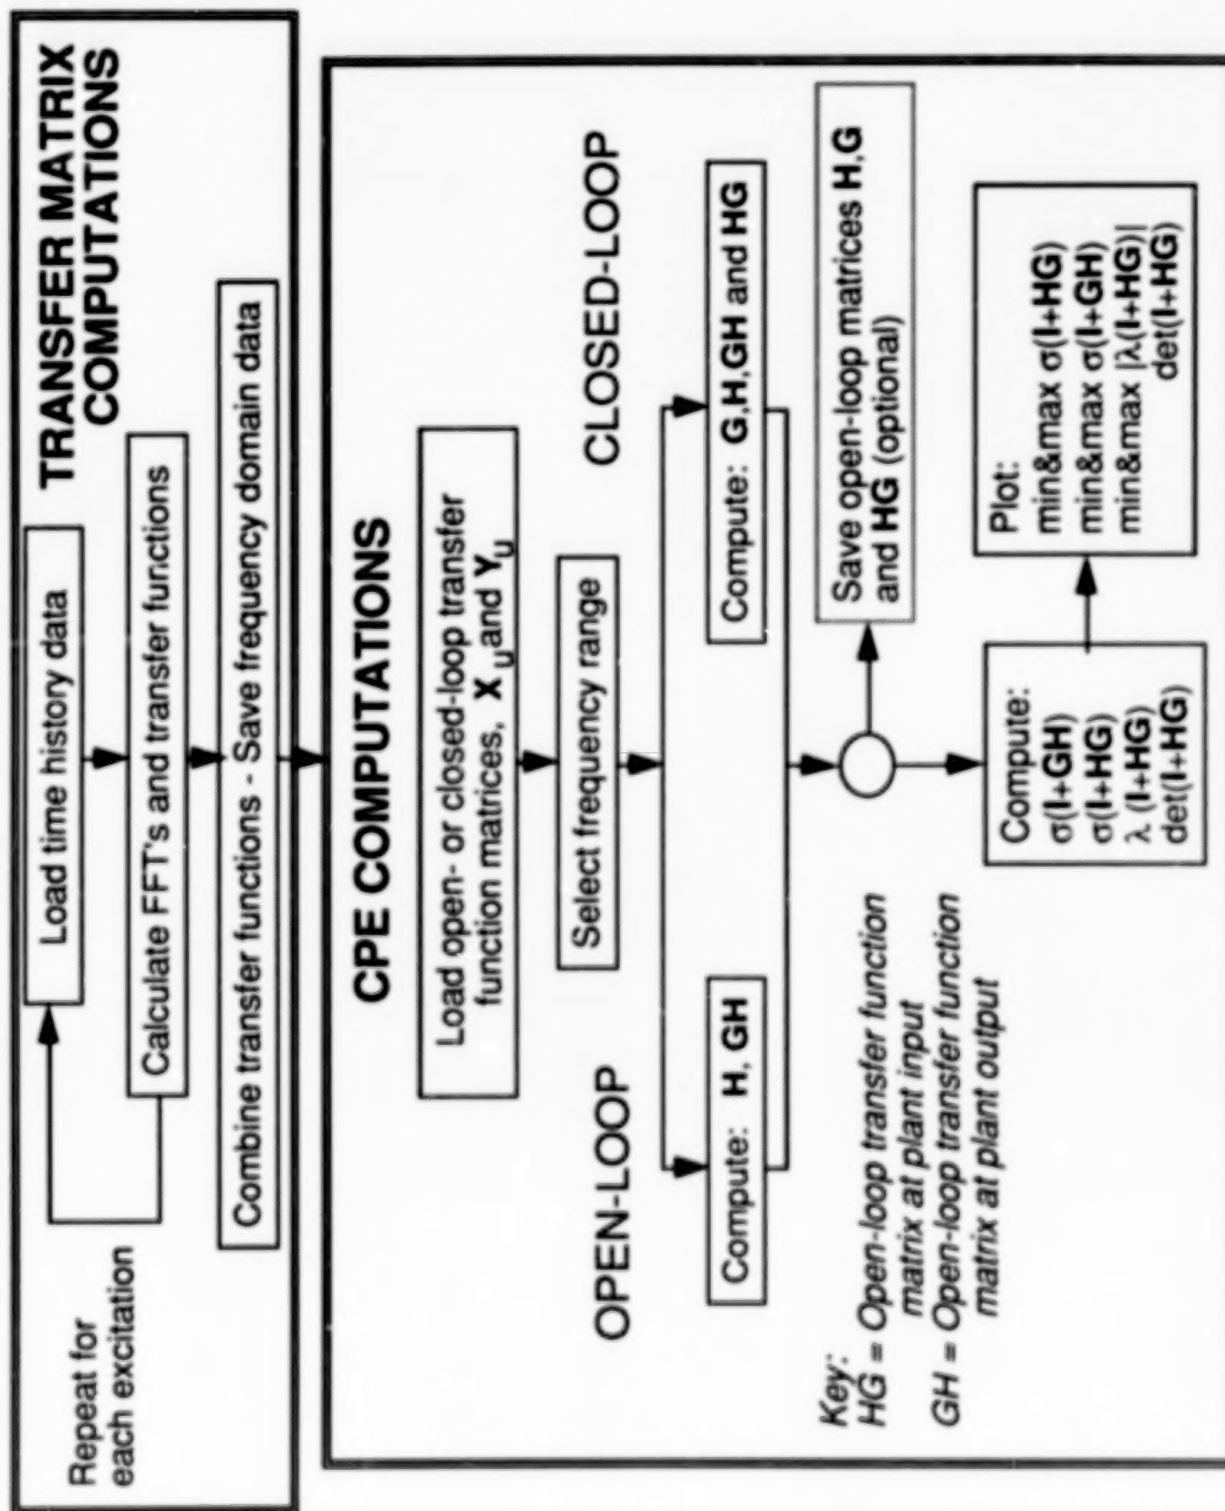 TRANSFER MATRIX
COMPUTATIONS
Load time history data
Repeat for
each excitation
Calculate FFT's and transfer functions
Combine transfer functions - Save frequency domain data
CPE COMPUTATIONS
Load open- or closed-loop transfer
function matrices, X_u and Y_u
Select frequency range
OPEN-LOOP
CLOSED-LOOP
Compute: H, GH
Compute: G,H,GH and HG
Save open-loop matrices H,G
and HG (optional)
Key:
HG = Open-loop transfer function
matrix at plant input
GH = Open-loop transfer function
matrix at plant output
Compute:
σ(I+GH)
σ(I+HG)
λ (I+HG)
det(I+HG)
Plot:
min&max σ(I+HG)
min&max σ(I+GH)
min&max |λ(I+HG)|
det(I+HG)